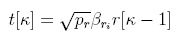 t[κ] = √p_r β_{r_i} r[κ − 1]